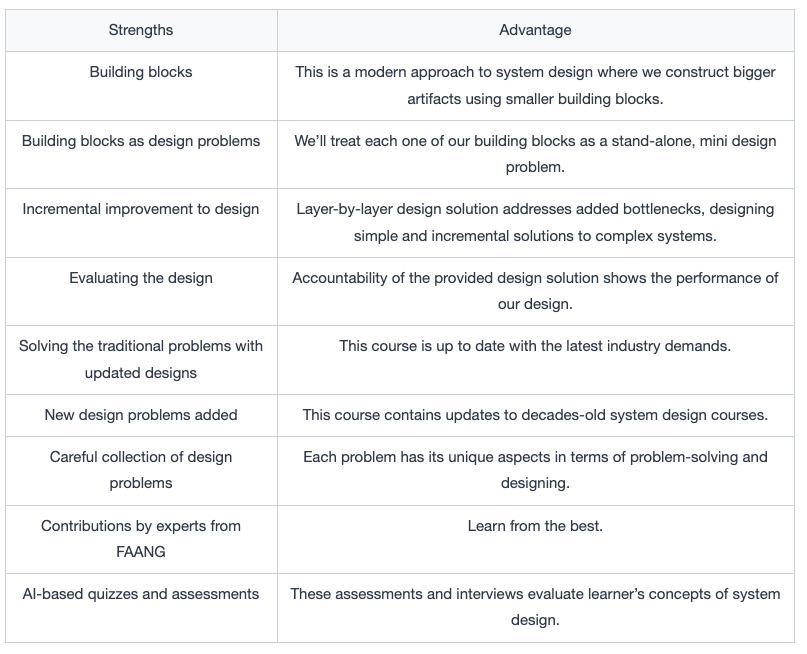 Strengths
Advantage
Building blocks
This is a modern approach to system design where we construct bigger
artifacts using smaller building blocks.
Building blocks as design problems
We’ll treat each one of our building blocks as a stand-alone, mini design
problem.
Incremental improvement to design
Layer-by-layer design solution addresses added bottlenecks, designing
simple and incremental solutions to complex systems.
Evaluating the design
Accountability of the provided design solution shows the performance of
our design.
Solving the traditional problems with
updated designs
This course is up to date with the latest industry demands.
New design problems added
This course contains updates to decades-old system design courses.
Careful collection of design
problems
Each problem has its unique aspects in terms of problem-solving and
designing.
Contributions by experts from
FAANG
Learn from the best.
AI-based quizzes and assessments
These assessments and interviews evaluate learner’s concepts of system
design.